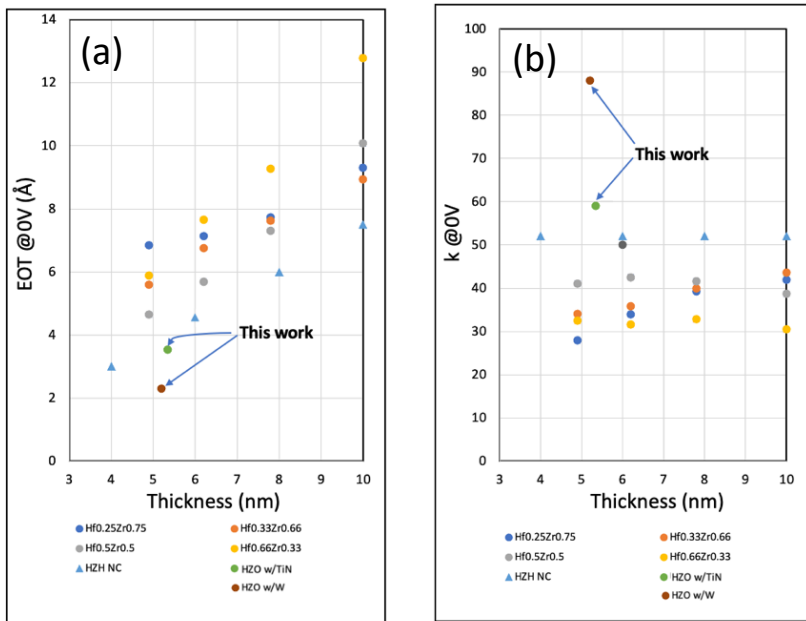 (a)
14
12
10
8
6
4
2
0
EOT @0V (Å)
This work
3 4 5 6 7 8 9 10
Thickness (nm)
Hf0.25Zr0.75 Hf0.33Zr0.66
Hf0.5Zr0.5 Hf0.66Zr0.33
HZH NC HZO w/TiN
HZO w/W
(b)
100
90
80
70
60
50
40
30
20
10
0
k @0V
This work
3 4 5 6 7 8 9 10
Thickness (nm)
Hf0.25Zr0.75 Hf0.33Zr0.66
Hf0.5Zr0.5 Hf0.66Zr0.33
HZH NC HZO w/TiN
HZO w/W